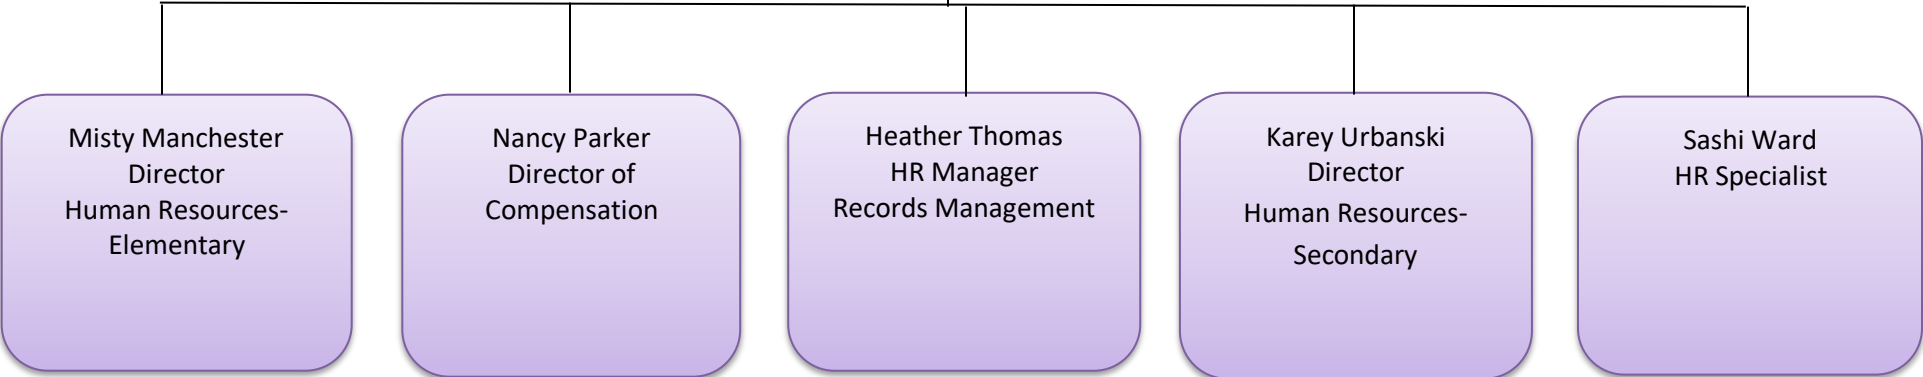 Misty Manchester
Director
Human Resources-
Elementary
Nancy Parker
Director of
Compensation
Heather Thomas
HR Manager
Records Management
Karey Urbanski
Director
Human Resources-
Secondary
Sashi Ward
HR Specialist